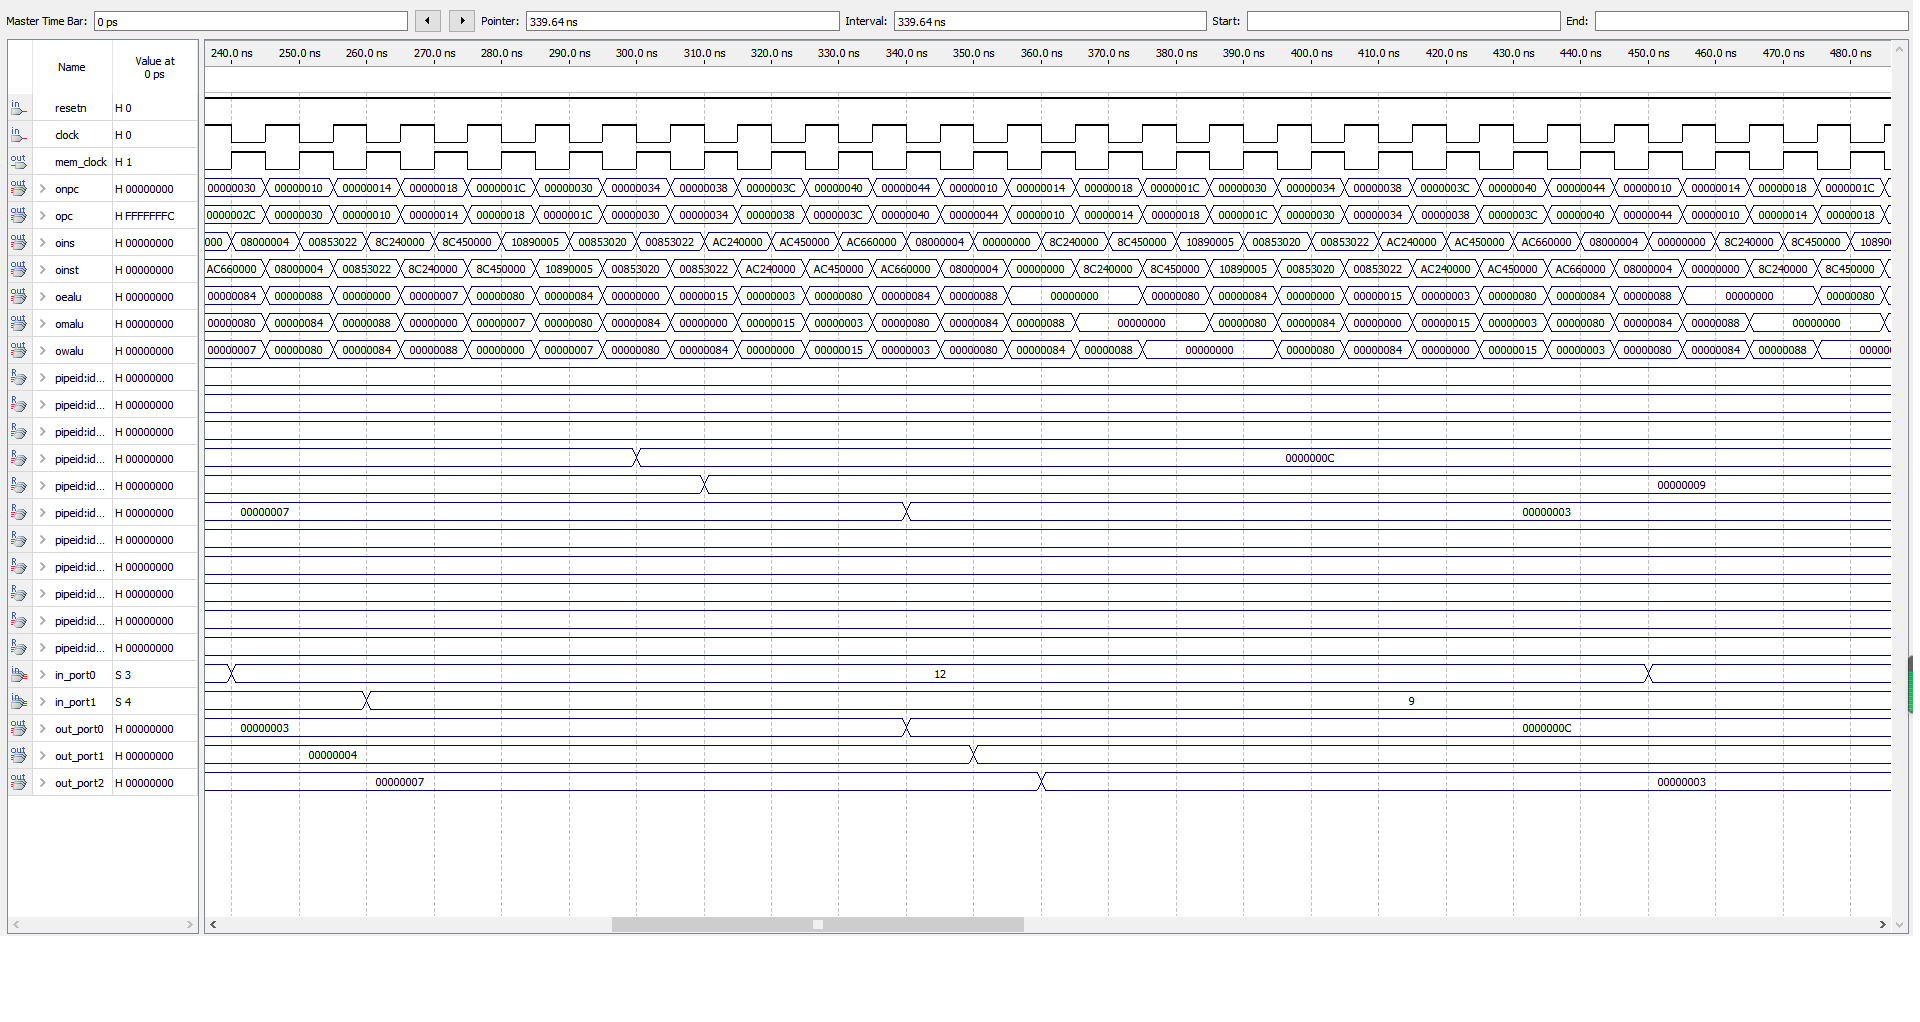 Master Time Bar: 0 ps Pointer: 339.64 ns Interval: 339.64 ns Start: End:
Name Value at 0 ps 240.0 ns 250.0 ns 260.0 ns 270.0 ns 280.0 ns 290.0 ns 300.0 ns 310.0 ns 320.0 ns 330.0 ns 340.0 ns 350.0 ns 360.0 ns 370.0 ns 380.0 ns 390.0 ns 400.0 ns 410.0 ns 420.0 ns 430.0 ns 440.0 ns 450.0 ns 460.0 ns 470.0 ns 480.0 ns
in resetn H 0
in clock H 0
out mem_clock H 1
out onpc H 00000000 00000030 00000010 00000014 00000018 0000001C 00000030 00000034 00000038 0000003C 00000040 00000044 00000010 00000014 00000018 0000001C 00000030 00000034 00000038 0000003C 00000040 00000044 00000010 00000014 00000018 0000001C
out opc H FFFFFFFC 0000002C 00000030 00000010 00000014 00000018 0000001C 00000030 00000034 00000038 0000003C 00000040 00000044 00000010 00000014 00000018 0000001C 00000030 00000034 00000038 0000003C 00000040 00000044 00000010 00000014 00000018
out oins H 00000000 000 08000004 00853022 8C240000 8C450000 10890005 00853020 00853022 AC240000 AC450000 AC660000 08000004 00000000 8C240000 8C450000 10890005 00853020 00853022 AC240000 AC450000 AC660000 08000004 00000000 8C240000 8C450000 10890
out oinst H 00000000 AC660000 08000004 00853022 8C240000 8C450000 10890005 00853020 00853022 AC240000 AC450000 AC660000 08000004 00000000 8C240000 8C450000 10890005 00853020 00853022 AC240000 AC450000 AC660000 08000004 00000000 8C240000 8C450000
out oealu H 00000000 00000084 00000088 00000000 00000007 00000080 00000084 00000000 00000015 00000003 00000080 00000084 00000088 00000000 00000080 00000084 00000000 00000015 00000003 00000080 00000084 00000088 00000000 00000080
out omalu H 00000000 00000080 00000084 00000088 00000000 00000007 00000080 00000084 00000000 00000015 00000003 00000080 00000084 00000088 00000000 00000080 00000084 00000000 00000015 00000003 00000080 00000084 00000088 00000000
out owalu H 00000000 00000007 00000080 00000084 00000088 00000000 00000007 00000080 00000084 00000000 00000015 00000003 00000080 00000084 00000088 00000000 00000080 00000084 00000000 00000015 00000003 00000080 00000084 00000088 00000
R pipeid:id... H 00000000
R pipeid:id... H 00000000
R pipeid:id... H 00000000
R pipeid:id... H 00000000 0000000C
R pipeid:id... H 00000000 00000009
R pipeid:id... H 00000000 00000007 00000003
R pipeid:id... H 00000000
R pipeid:id... H 00000000
R pipeid:id... H 00000000
R pipeid:id... H 00000000
R pipeid:id... H 00000000
in in_port0 S 3 12
in in_port1 S 4 9
out out_port0 H 00000000 00000003 0000000C
out out_port1 H 00000000 00000004
out out_port2 H 00000000 00000007 00000003